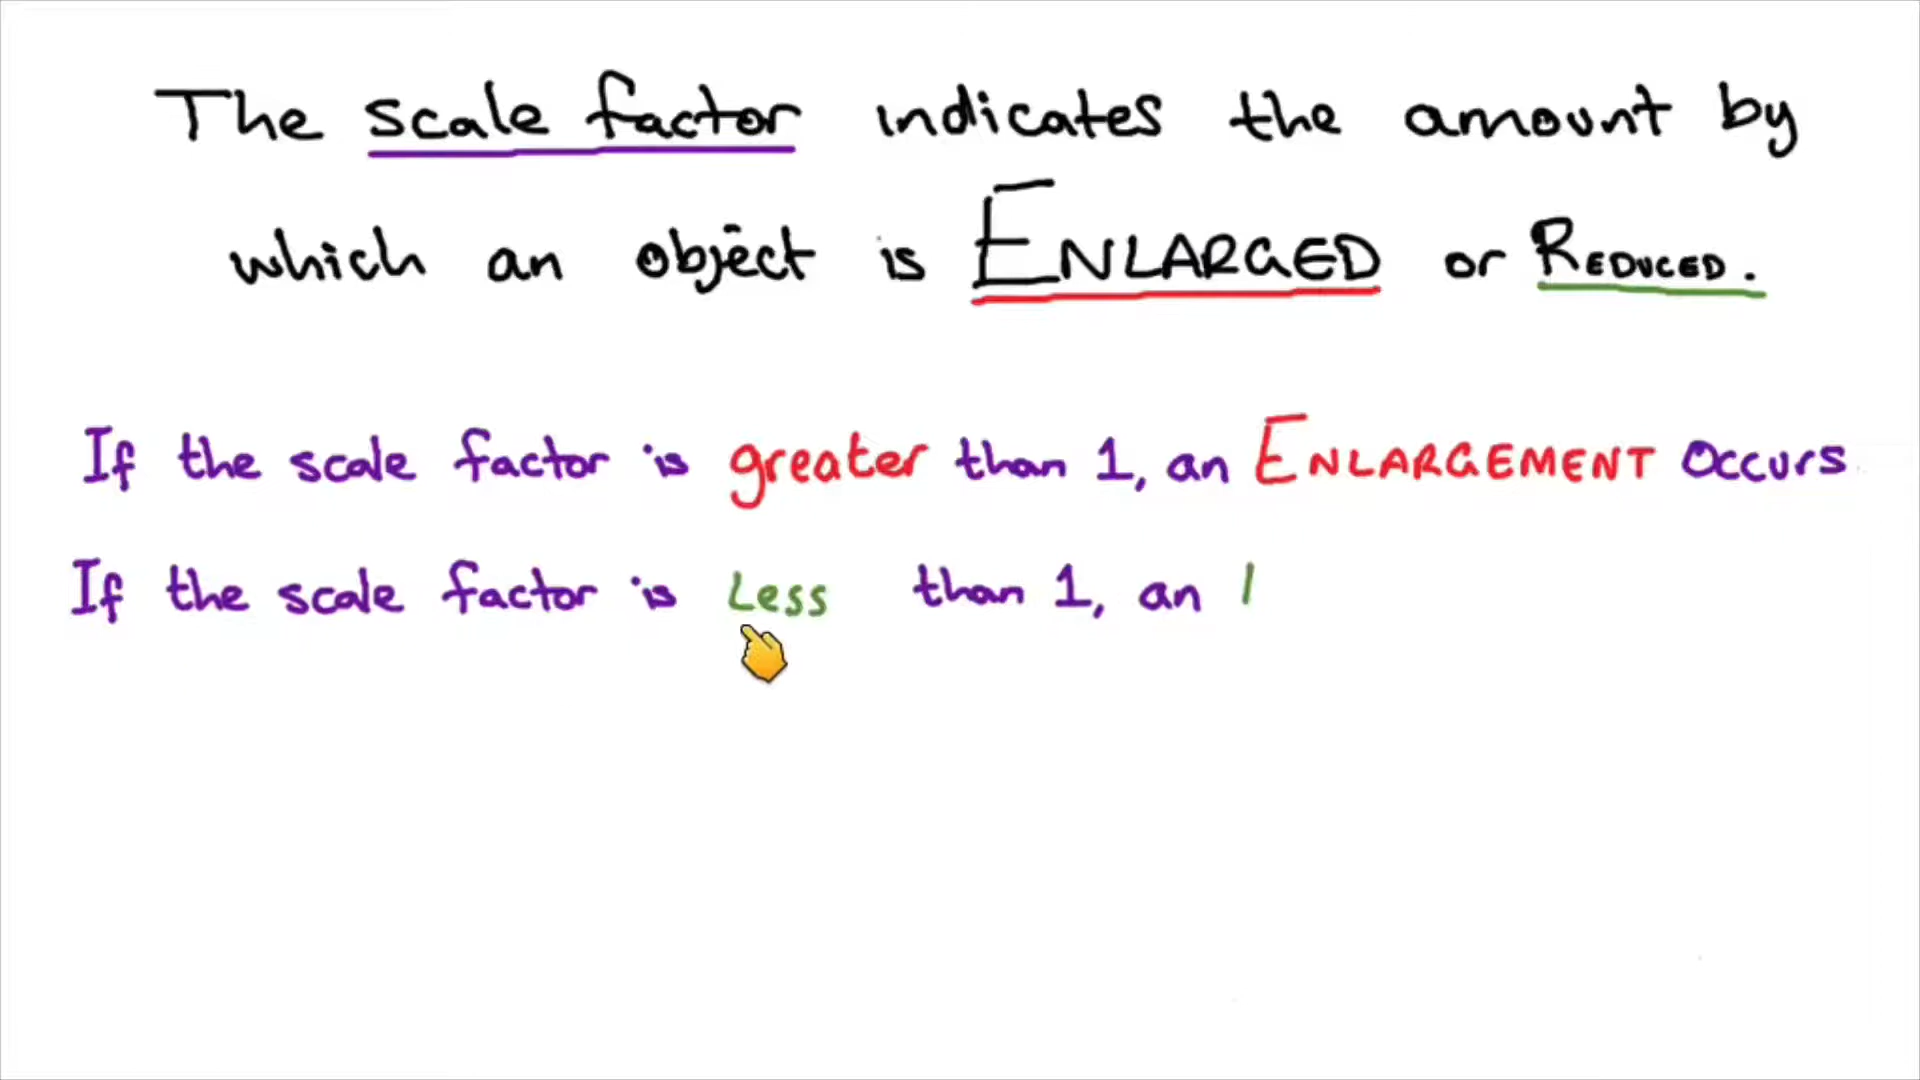 The scale factor indicates the amount by
which an object is ENLARGED or REDUCED.
If the scale factor is greater than 1, an ENLARGEMENT occurs
If the scale factor is Less than 1, an